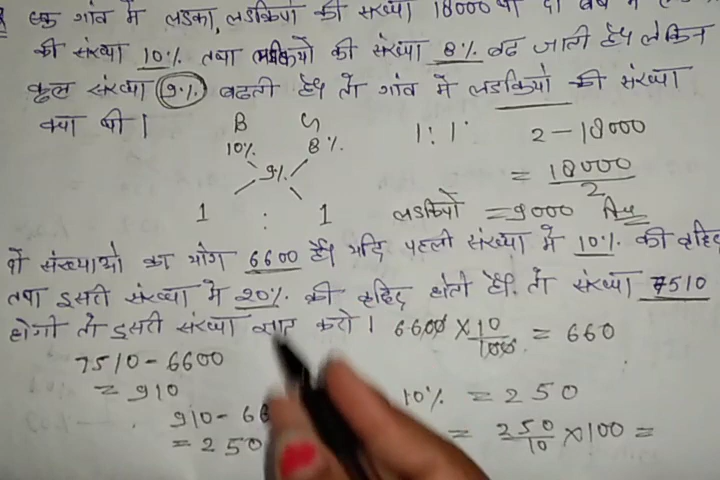 एक गांव में लडका, लडकियों की संख्या 18000 थी दो वर्ष में
की संख्या 10% तथा लडकियों की संख्या 8% बढ जाती है। लेकिन
कुल संख्या 9% बढती है। तो गांव में लडकियों की संख्या
क्या थी।
B G 1:1 2 – 18000
10% 8%
9% = 18000/2
1 : 1 लडकियों = 9000
संख्याओ का योग 6600 है। यदि पहली संख्या में 10% की वृद्दि
तथा दूसरी संख्या में 20% की वृद्दि होती है। तो संख्या 7510
होगी तो दूसरी संख्या ज्ञात करो। 6600 × 10/100 = 660
7510 – 6600
= 910 10% = 250
910 – 66
= 250 = 250/10 × 100 =